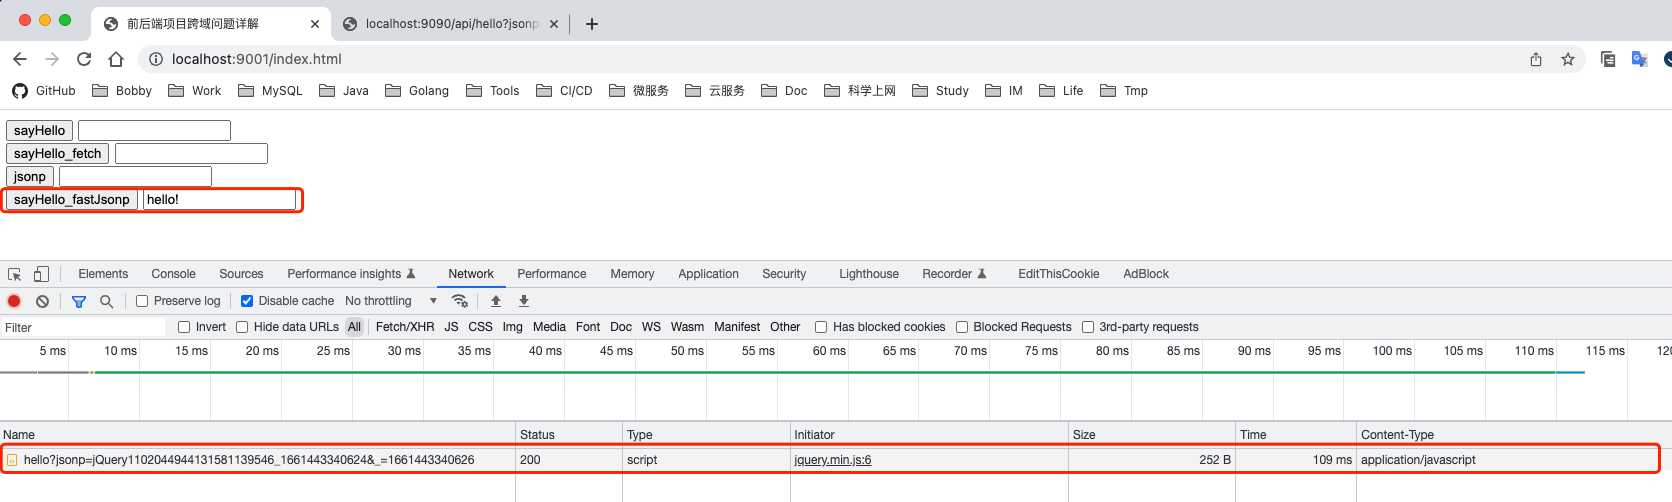 前后端项目跨域问题详解
localhost:9090/api/hello?jsonp
localhost:9001/index.html
GitHub Bobby Work MySQL Java Golang Tools CI/CD 微服务 云服务 Doc 科学上网 Study IM Life Tmp
sayHello
sayHello_fetch
jsonp
sayHello_fastJsonp hello!
Elements Console Sources Performance insights Network Performance Memory Application Security Lighthouse Recorder EditThisCookie AdBlock
Preserve log Disable cache No throttling
Filter Invert Hide data URLs All Fetch/XHR JS CSS Img Media Font Doc WS Wasm Manifest Other Has blocked cookies Blocked Requests 3rd-party requests
5 ms 10 ms 15 ms 20 ms 25 ms 30 ms 35 ms 40 ms 45 ms 50 ms 55 ms 60 ms 65 ms 70 ms 75 ms 80 ms 85 ms 90 ms 95 ms 100 ms 105 ms 110 ms 115 ms 120
Name Status Type Initiator Size Time Content-Type
hello?jsonp=jQuery1102044944131581139546_1661443340624&_=1661443340626 200 script jquery.min.js:6 252 B 109 ms application/javascript